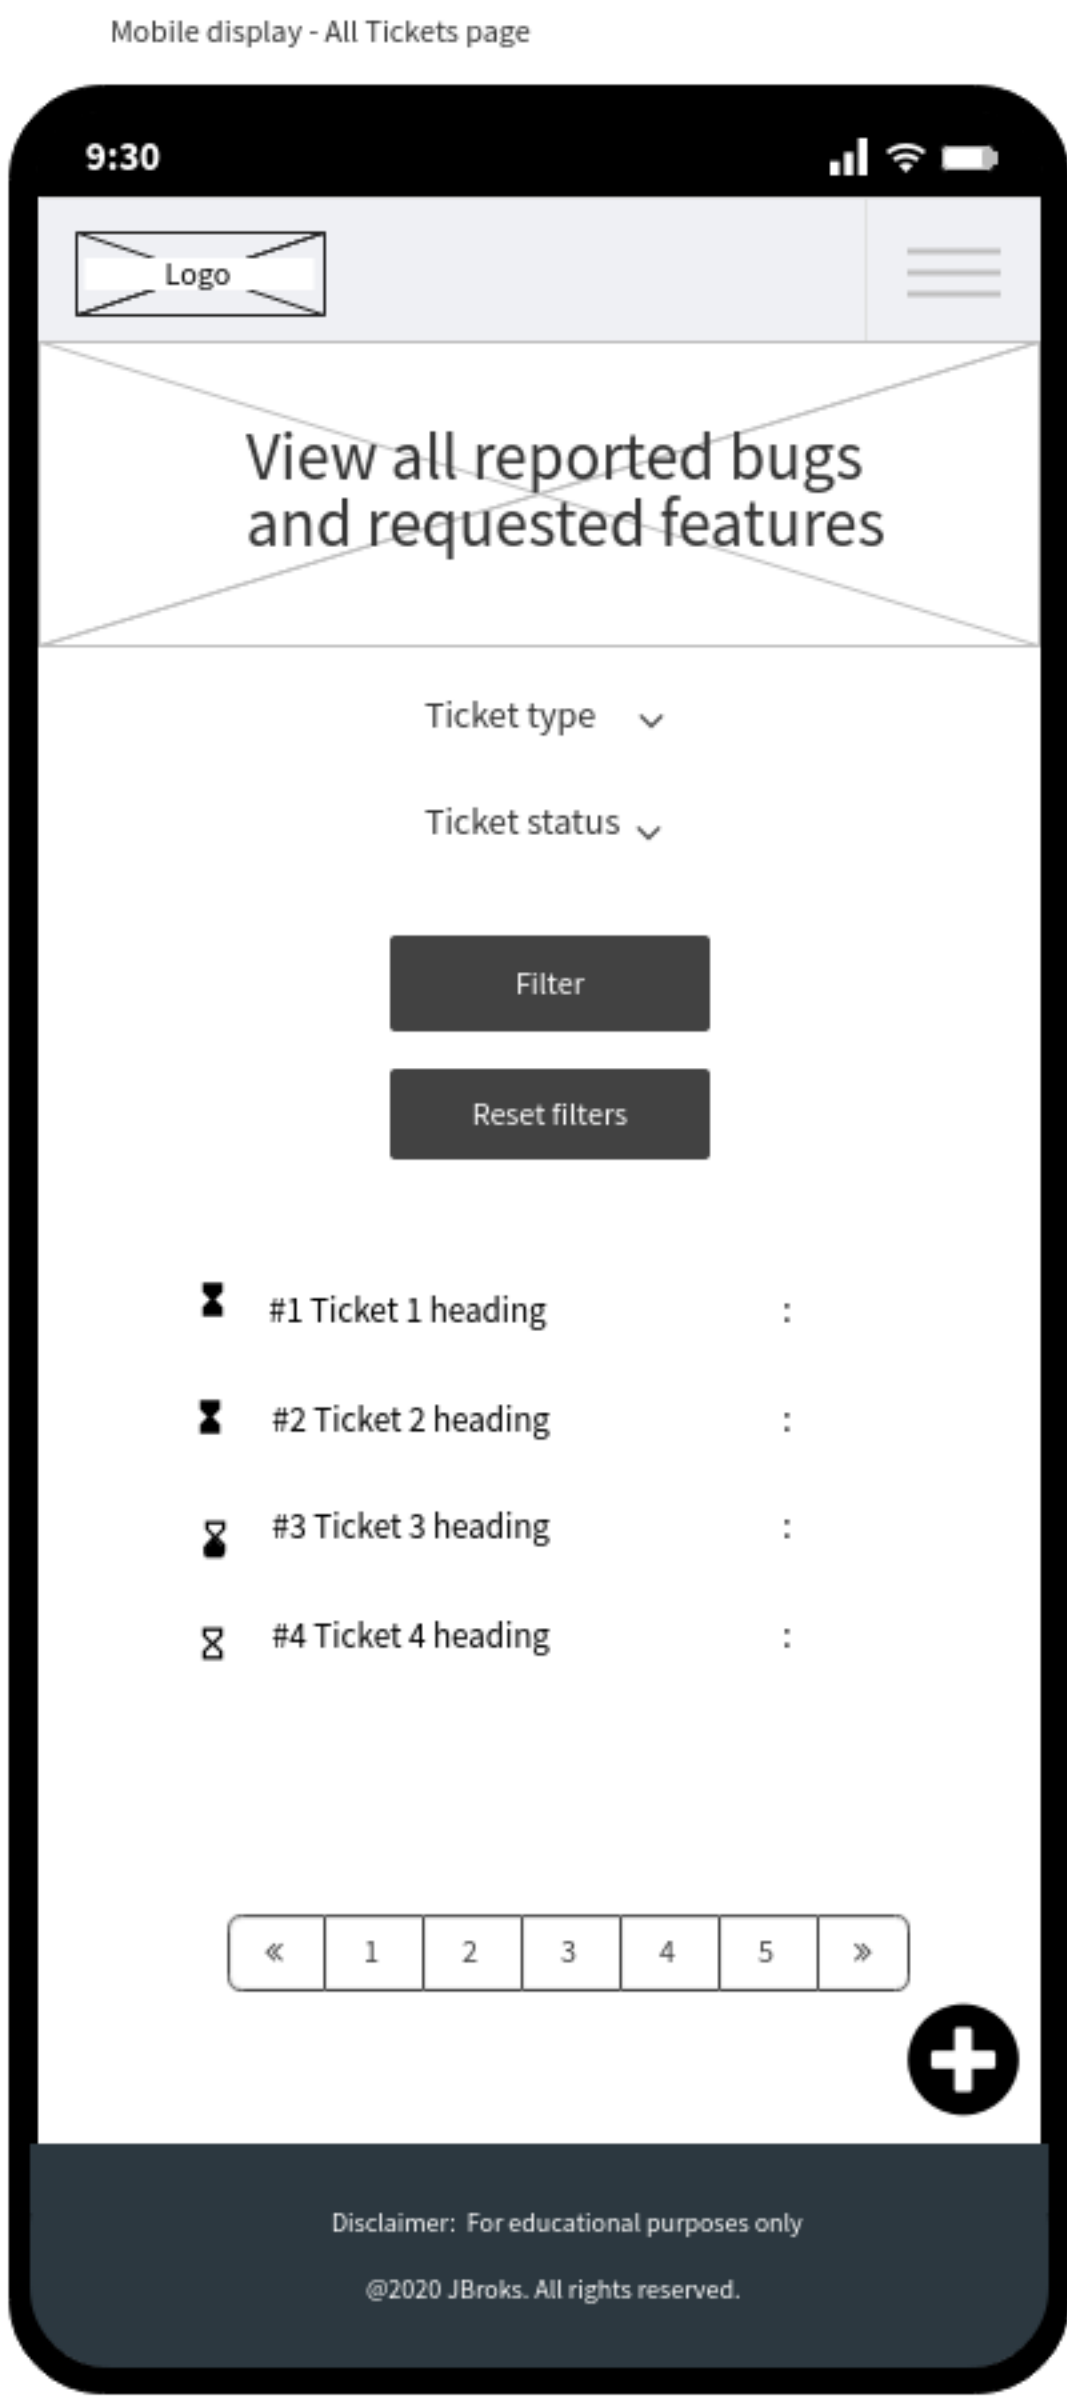 Mobile display - All Tickets page
9:30
Logo
View all reported bugs
and requested features
Ticket type
Ticket status
Filter
Reset filters
#1 Ticket 1 heading :
#2 Ticket 2 heading :
#3 Ticket 3 heading :
#4 Ticket 4 heading :
« 1 2 3 4 5 »
Disclaimer: For educational purposes only
@2020 JBroks. All rights reserved.